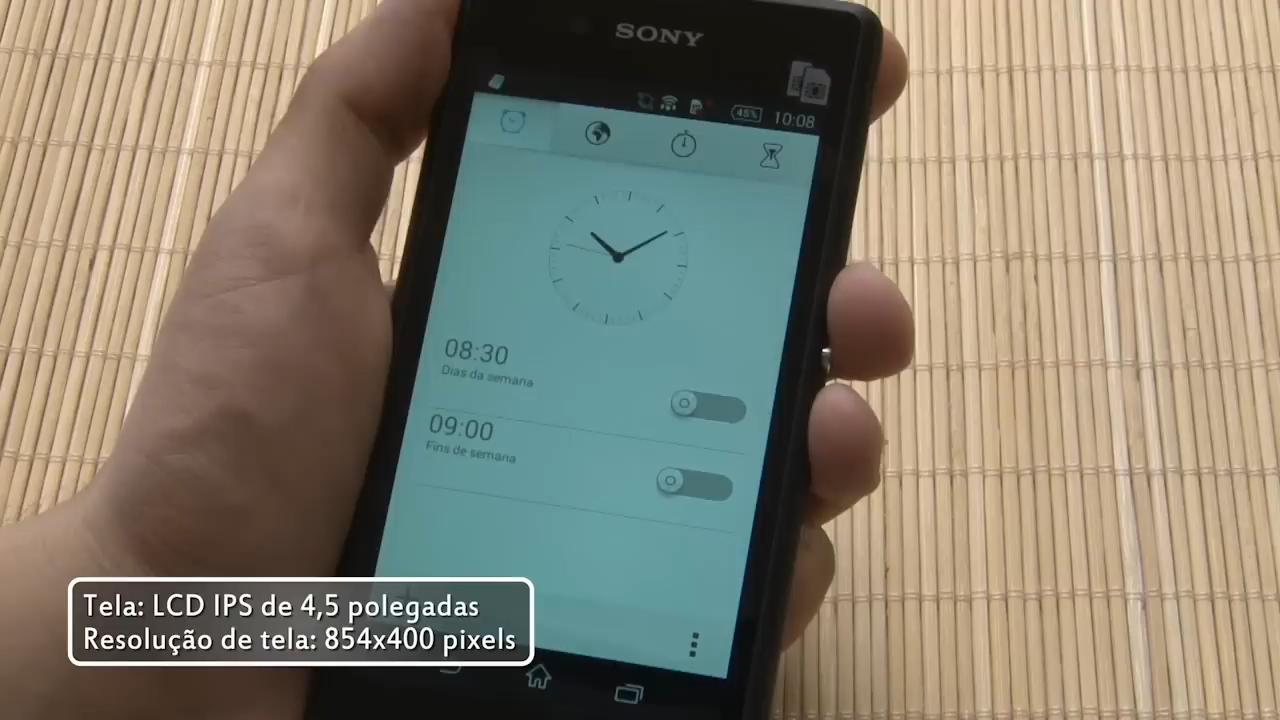 SONY
45% 10:08
08:30
Dias da semana
09:00
Fins de semana
Tela: LCD IPS de 4,5 polegadas
Resolução de tela: 854x400 pixels